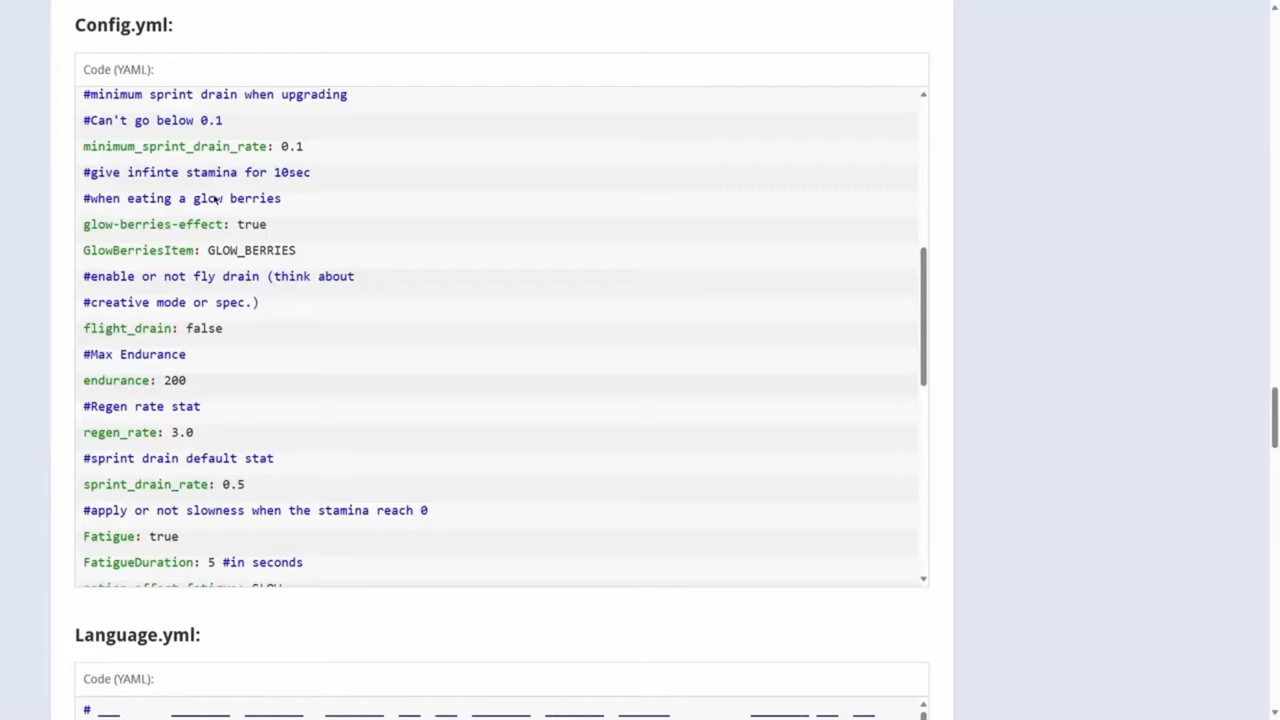 Config.yml:
Code (YAML):
#minimum sprint drain when upgrading
#Can't go below 0.1
minimum_sprint_drain_rate: 0.1
#give infinte stamina for 10sec
#when eating a glow berries
glow-berries-effect: true
GlowBerriesItem: GLOW_BERRIES
#enable or not fly drain (think about
#creative mode or spec.)
flight_drain: false
#Max Endurance
endurance: 200
#Regen rate stat
regen_rate: 3.0
#sprint drain default stat
sprint_drain_rate: 0.5
#apply or not slowness when the stamina reach 0
Fatigue: true
FatigueDuration: 5 #in seconds
Language.yml:
Code (YAML):
#